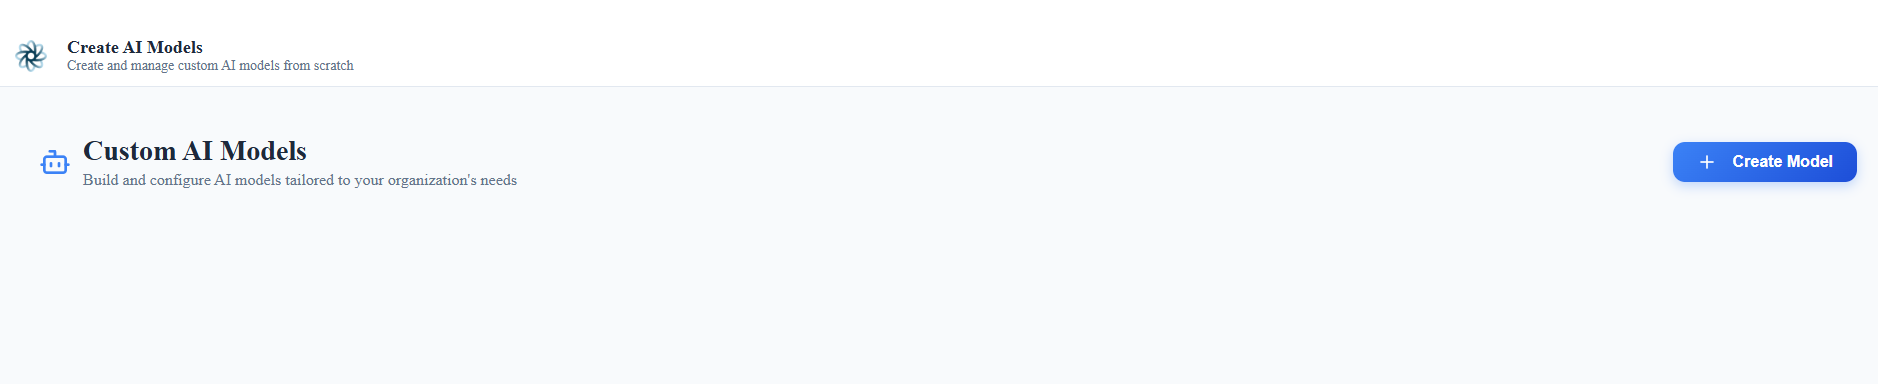 Create AI Models
Create and manage custom AI models from scratch
Custom AI Models
Build and configure AI models tailored to your organization's needs
Create Model